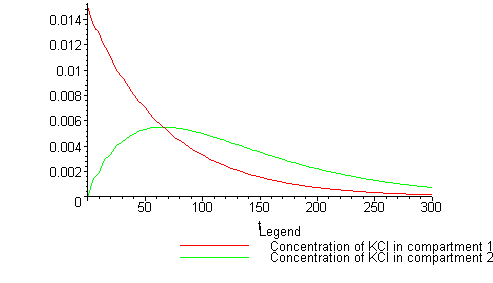 0.014
0.012
0.01
0.008
0.006
0.004
0.002
0
50 100 150 200 250 300
t
Legend
Concentration of KCl in compartment 1
Concentration of KCl in compartment 2